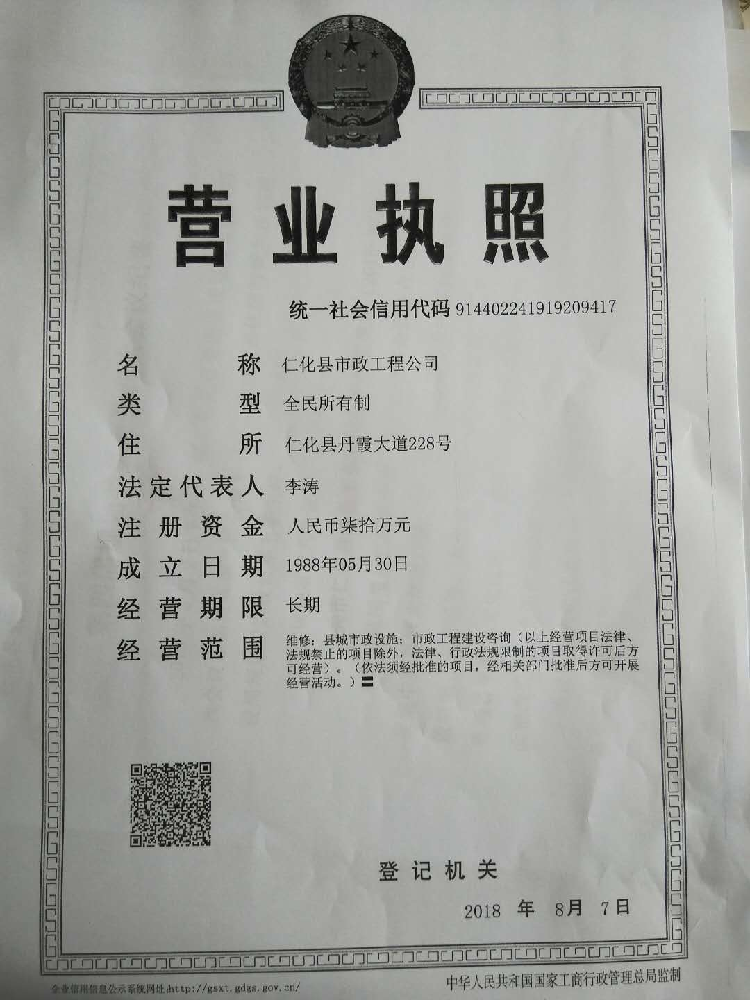 营业执照
统一社会信用代码 914402241919209417
名称 仁化县市政工程公司
类型 全民所有制
住所 仁化县丹霞大道228号
法定代表人 李涛
注册资金 人民币柒拾万元
成立日期 1988年05月30日
经营期限 长期
经营范围 维修：县城市政设施；市政工程建设咨询（以上经营项目法律、
法规禁止的项目除外，法律、行政法规限制的项目取得许可后方
可经营）。（依法须经批准的项目，经相关部门批准后方可开展
经营活动。）〓
登记机关
2018 年 8月 7日
企业信用信息公示系统网址:http://gsxt.gdgs.gov.cn/
中华人民共和国国家工商行政管理总局监制